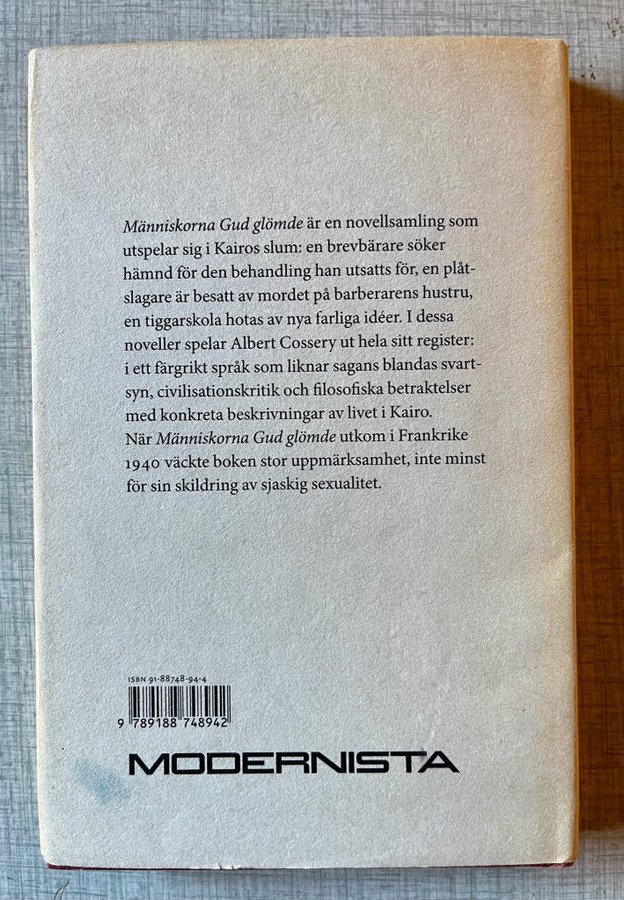 Människorna Gud glömde är en novellsamling som
utspelar sig i Kairos slum: en brevbärare söker
hämnd för den behandling han utsatts för, en plåt-
slagare är besatt av mordet på barberarens hustru,
en tiggarskola hotas av nya farliga idéer. I dessa
noveller spelar Albert Cossery ut hela sitt register:
i ett färgrikt språk som liknar sagans blandas svart-
syn, civilisationskritik och filosofiska betraktelser
med konkreta beskrivningar av livet i Kairo.
När Människorna Gud glömde utkom i Frankrike
1940 väckte boken stor uppmärksamhet, inte minst
för sin skildring av sjaskig sexualitet.
ISBN 91-88748-94-4
9 789188 748942
MODERNISTA